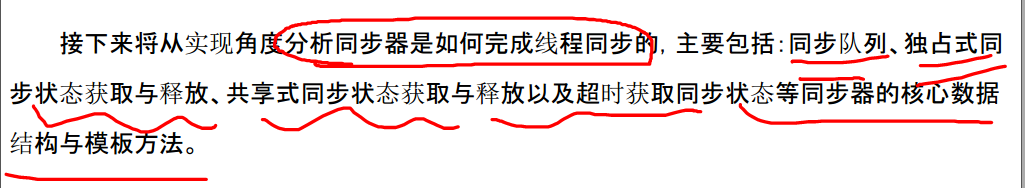 接下来将从实现角度分析同步器是如何完成线程同步的，主要包括：同步队列、独占式同
步状态获取与释放、共享式同步状态获取与释放以及超时获取同步状态等同步器的核心数据
结构与模板方法。